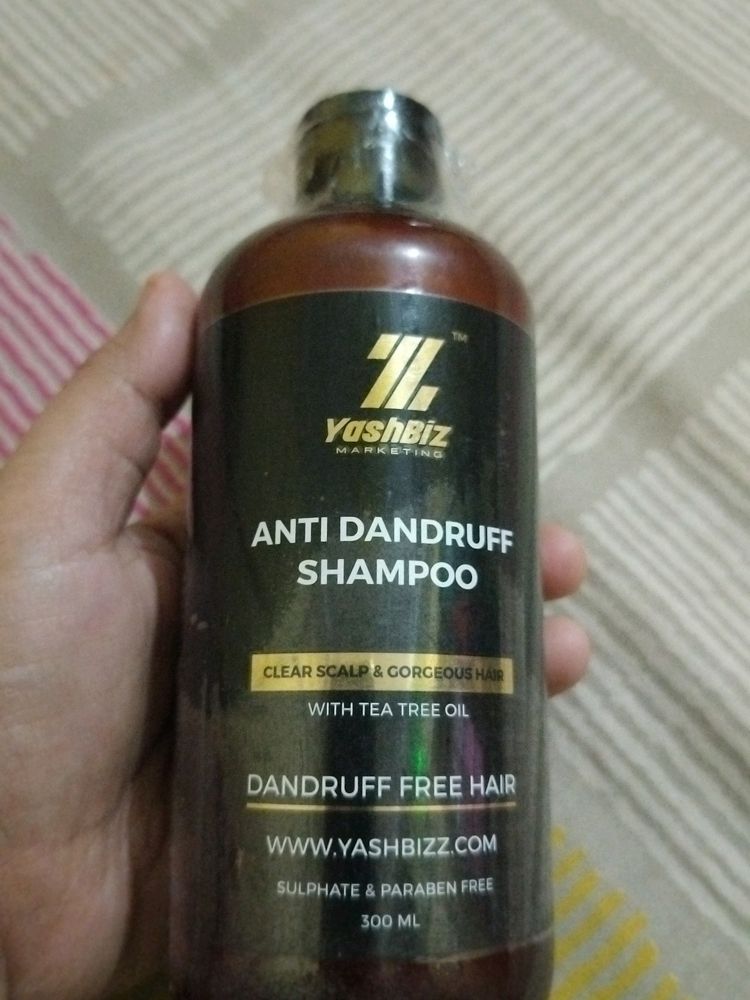 TM
YashBiz
MARKETING
ANTI DANDRUFF
SHAMPOO
CLEAR SCALP & GORGEOUS HAIR
WITH TEA TREE OIL
DANDRUFF FREE HAIR
WWW.YASHBIZZ.COM
SULPHATE & PARABEN FREE
300 ML